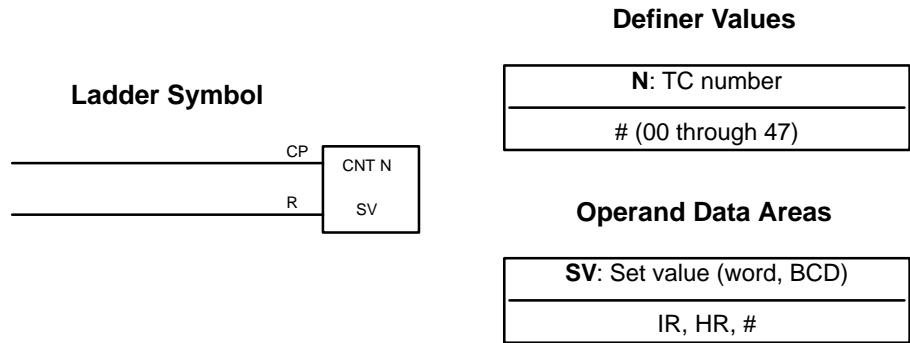 Ladder Symbol
CP
R
CNT N
SV
Definer Values
N: TC number
# (00 through 47)
Operand Data Areas
SV: Set value (word, BCD)
IR, HR, #